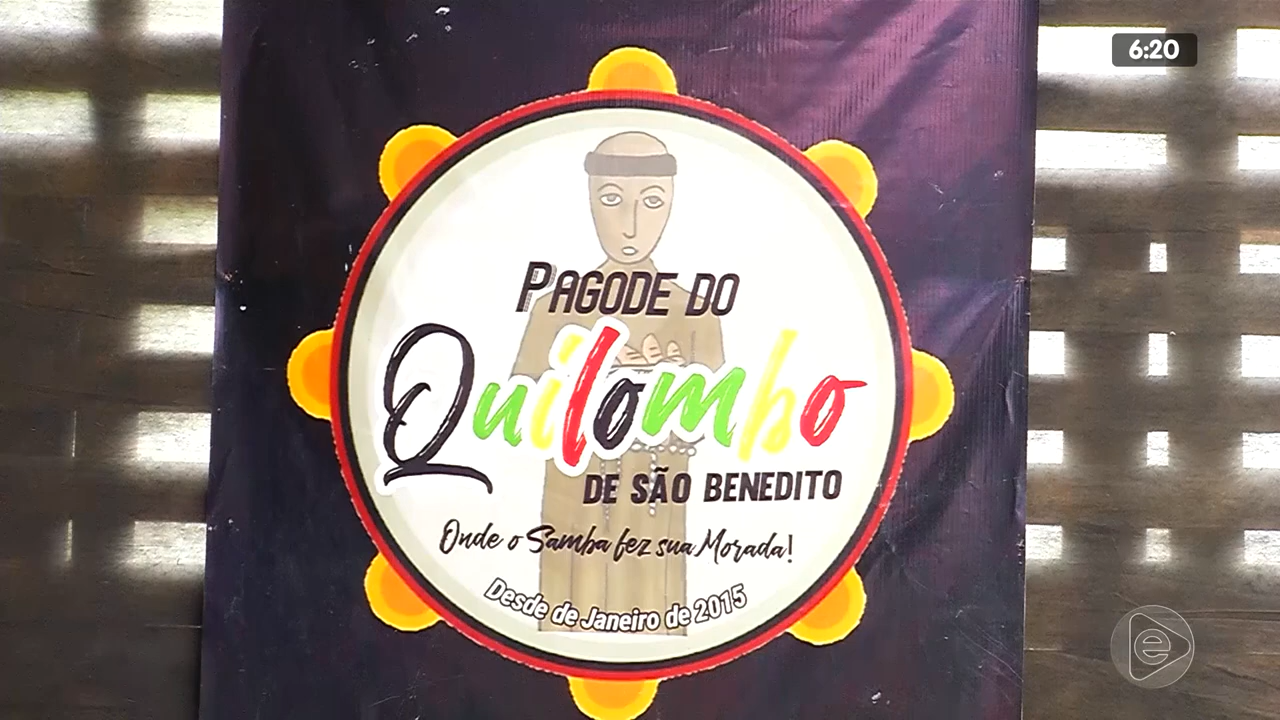 6:20
PAGODE DO
Quilombo
DE SÃO BENEDITO
Onde o Samba fez sua Morada!
Desde de Janeiro de 2015
e